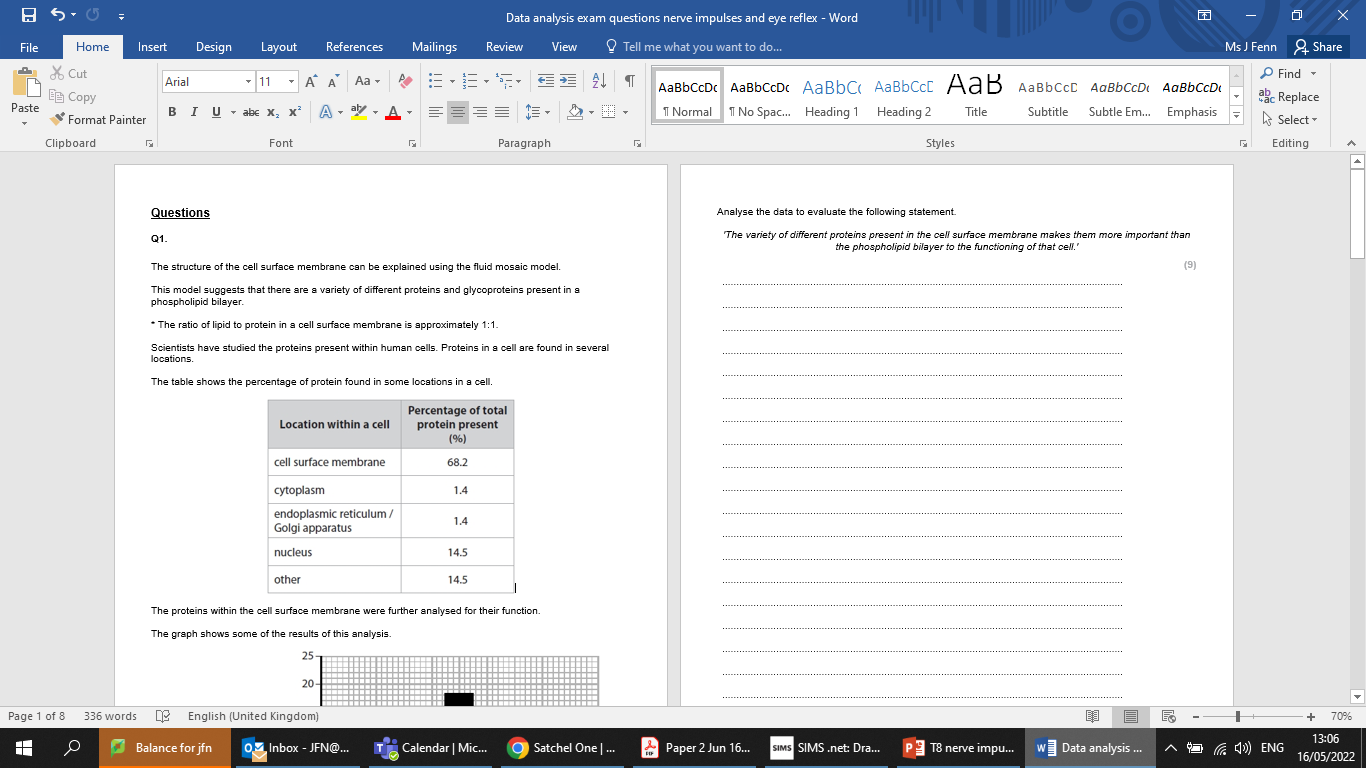 Data analysis exam questions nerve impulses and eye reflex - Word
Ms J Fenn
Share
File
Home
Insert
Design
Layout
References
Mailings
Review
View
Tell me what you want to do...
Paste
Cut
Copy
Format Painter
Clipboard
Arial
11
Font
Paragraph
AaBbCcDc
¶ Normal
AaBbCcDc
¶ No Spac...
AaBbCc
Heading 1
AaBbCcD
Heading 2
AaB
Title
AaBbCcD
Subtitle
AaBbCcDc
Subtle Em...
AaBbCcDc
Emphasis
Styles
Find
Replace
Select
Editing
Questions
Q1.
The structure of the cell surface membrane can be explained using the fluid mosaic model.
This model suggests that there are a variety of different proteins and glycoproteins present in a
phospholipid bilayer.
* The ratio of lipid to protein in a cell surface membrane is approximately 1:1.
Scientists have studied the proteins present within human cells. Proteins in a cell are found in several
locations.
The table shows the percentage of protein found in some locations in a cell.
Location within a cell
Percentage of total
protein present
(%)
cell surface membrane 68.2
cytoplasm 1.4
endoplasmic reticulum /
Golgi apparatus 1.4
nucleus 14.5
other 14.5
The proteins within the cell surface membrane were further analysed for their function.
The graph shows some of the results of this analysis.
25
20
Analyse the data to evaluate the following statement.
'The variety of different proteins present in the cell surface membrane makes them more important than
the phospholipid bilayer to the functioning of that cell.'
(9)
Page 1 of 8
336 words
English (United Kingdom)
70%
Balance for jfn
Inbox - JFN@...
Calendar | Mic...
Satchel One | ...
Paper 2 Jun 16...
SIMS .net: Dra...
T8 nerve impu...
Data analysis ...
ENG
13:06
16/05/2022